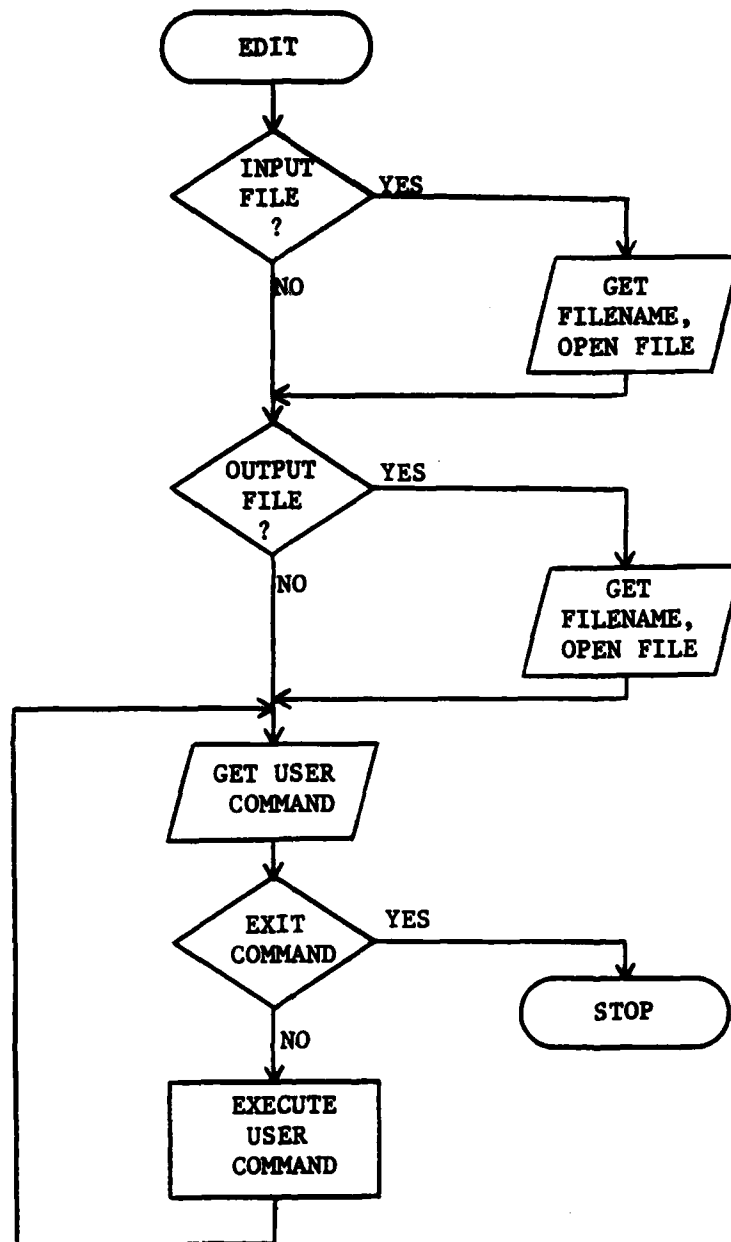 EDIT
INPUT
FILE
?
YES
NO
GET
FILENAME,
OPEN FILE
OUTPUT
FILE
?
YES
NO
GET
FILENAME,
OPEN FILE
GET USER
COMMAND
EXIT
COMMAND
YES
STOP
NO
EXECUTE
USER
COMMAND